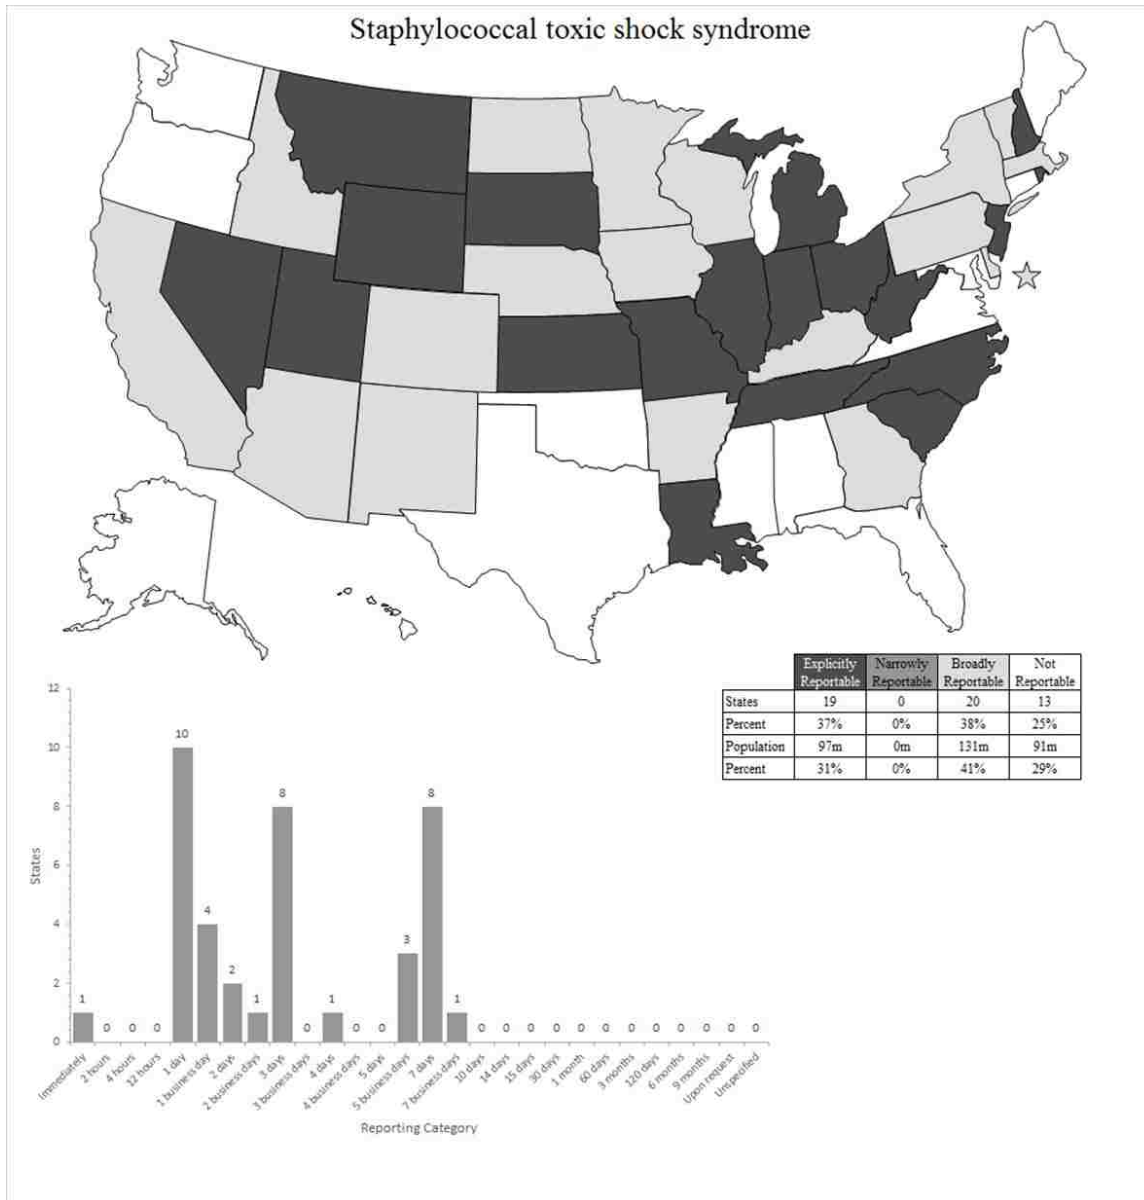 Staphylococcal toxic shock syndrome
Explicitly Reportable Narrowly Reportable Broadly Reportable Not Reportable
States 19 0 20 13
Percent 37% 0% 38% 25%
Population 97m 0m 131m 91m
Percent 31% 0% 41% 29%
12
10
8
6
4
2
0
States
1 0 0 0 10 4 2 1 8 0 1 0 0 3 8 1 0 0 0 0 0 0 0 0 0 0 0 0
Immediately
2 hours
4 hours
12 hours
1 day
1 business day
2 days
2 business days
3 days
3 business days
4 days
4 business days
5 days
5 business days
7 days
7 business days
10 days
14 days
15 days
30 days
1 month
60 days
3 months
120 days
6 months
9 months
Upon request
Unspecified
Reporting Category